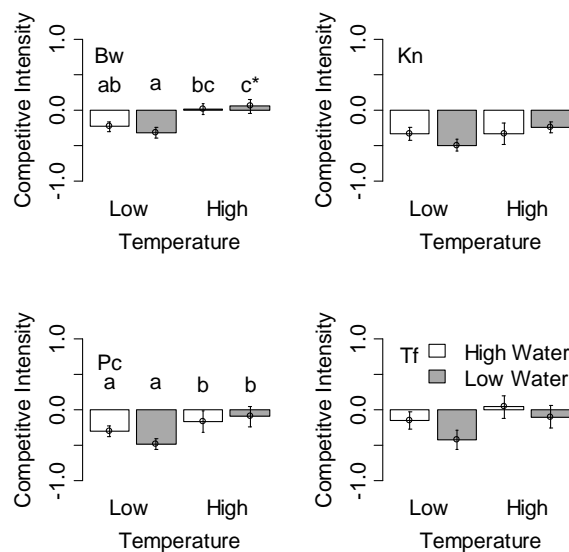 Competitve Intensity
1.0
0.0
-1.0
Bw
ab a bc c*
Low High
Temperature
Competitve Intensity
1.0
0.0
-1.0
Kn
Low High
Temperature
Competitve Intensity
1.0
0.0
-1.0
Pc
a a b b
Low High
Temperature
Competitve Intensity
1.0
0.0
-1.0
Tf
High Water
Low Water
Low High
Temperature